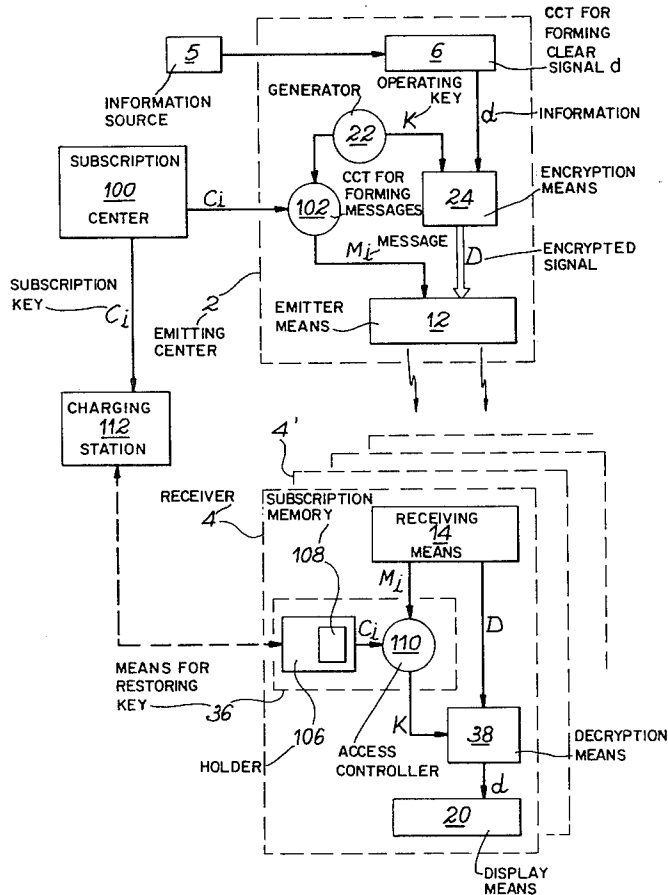 CCT FOR
FORMING
CLEAR
SIGNAL d
5
6
INFORMATION
SOURCE
OPERATING
KEY
GENERATOR
K
d
INFORMATION
22
SUBSCRIPTION
100
CENTER
Ci
CCT FOR
FORMING
MESSAGES
102
24
ENCRYPTION
MEANS
Mi
MESSAGE
D
ENCRYPTED
SIGNAL
SUBSCRIPTION
KEY
Ci
2
EMITTING
CENTER
EMITTER
MEANS
12
CHARGING
112
STATION
4'
RECEIVER
4
SUBSCRIPTION
MEMORY
108
RECEIVING
14
MEANS
Mi
D
Ci
110
MEANS FOR
RESTORING
KEY
36
106
HOLDER
ACCESS
CONTROLLER
K
38
DECRYPTION
MEANS
d
20
DISPLAY
MEANS